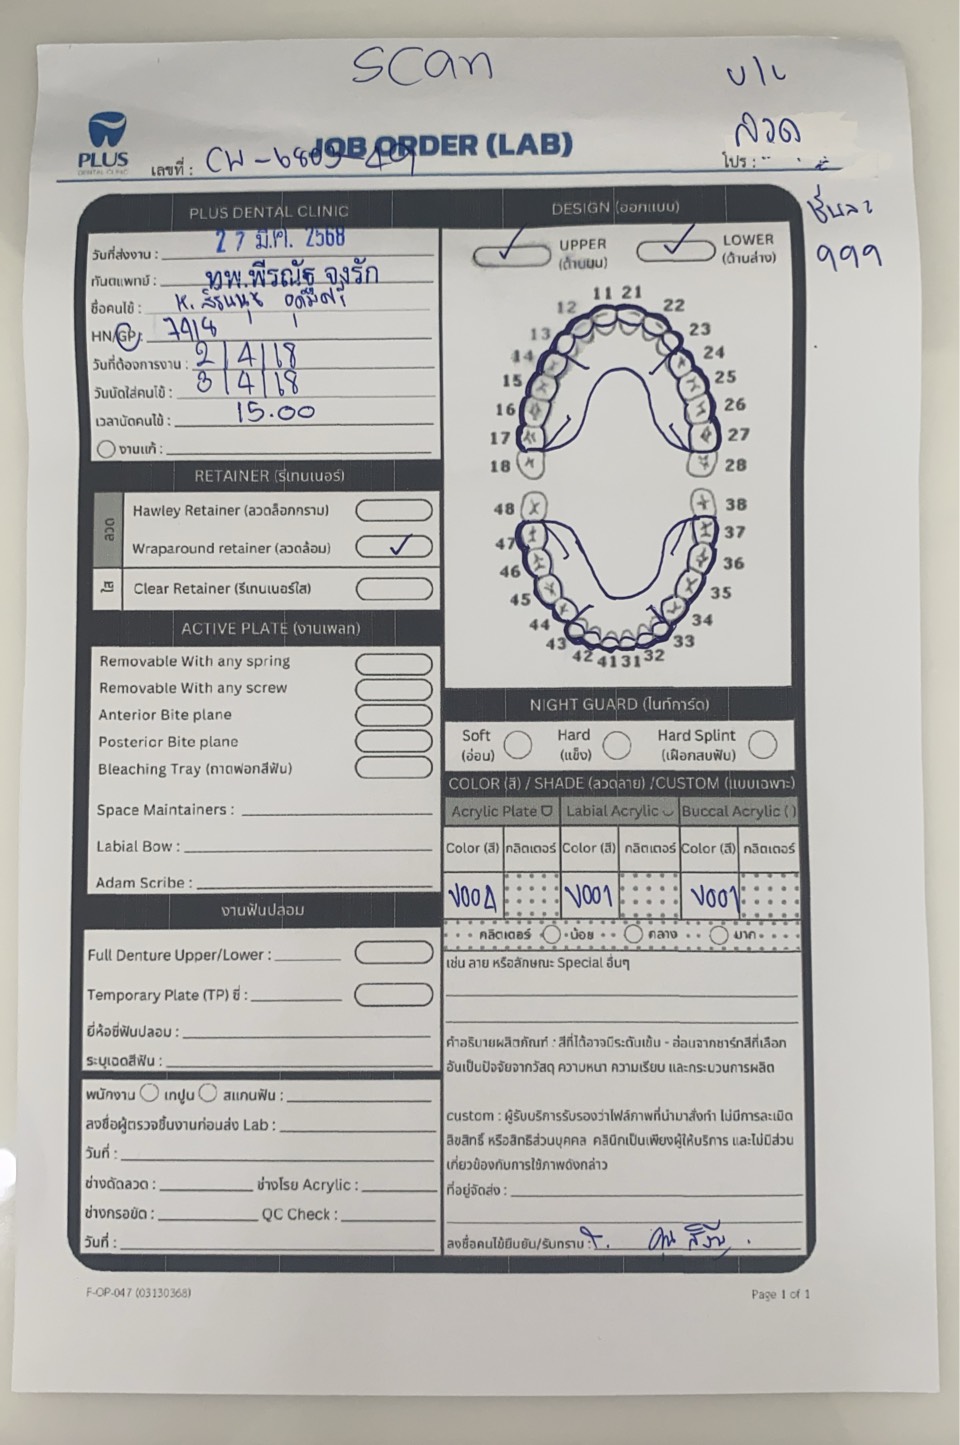 scan
U/L
ลวด
PLUS
DENTAL CLINIC
JOB ORDER (LAB)
เลขที่ : CW-6803-49
โปร :
ชิ้นละ
999
PLUS DENTAL CLINIC
วันที่ส่งงาน : 27 มี.ค. 2568
ทันตแพทย์ : ทพ.พีรณัฐ จงรัก
ชื่อคนไข้ : K.
HN/GP : 7418
วันที่ต้องการงาน : 2/4/68
วันนัดใส่คนไข้ : 3/4/68
เวลานัดคนไข้ : 15.00
งานแก้ :
RETAINER (รีเทนเนอร์)
ลวด
Hawley Retainer (ลวดล็อกกราม)
Wraparound retainer (ลวดล้อม) ✓
ใส
Clear Retainer (รีเทนเนอร์ใส)
ACTIVE PLATE (งานเพลท)
Removable With any spring
Removable With any screw
Anterior Bite plane
Posterior Bite plane
Bleaching Tray (ถาดฟอกสีฟัน)
Space Maintainers :
Labial Bow :
Adam Scribe :
งานฟันปลอม
Full Denture Upper/Lower :
Temporary Plate (TP) ซี่ :
ยี่ห้อซี่ฟันปลอม :
ระบุเฉดสีฟัน :
พนักงาน เทปูน สแกนฟัน :
ลงชื่อผู้ตรวจชิ้นงานก่อนส่ง Lab :
วันที่ :
ช่างดัดลวด : ช่างโรย Acrylic :
ช่างกรอขัด : QC Check :
วันที่ :
DESIGN (ออกแบบ)
✓ UPPER (ด้านบน) ✓ LOWER (ด้านล่าง)
11 21
12 22
13 23
14 24
15 25
16 26
17 27
18 28
48 38
47 37
46 36
45 35
44 34
43 33
42 41 31 32
NIGHT GUARD (ไนท์การ์ด)
Soft (อ่อน) Hard (แข็ง) Hard Splint (เฝือกสบฟัน)
COLOR (สี) / SHADE (ลวดลาย) /CUSTOM (แบบเฉพาะ)
Acrylic Plate Labial Acrylic Buccal Acrylic ( )
Color (สี) กลิตเตอร์ Color (สี) กลิตเตอร์ Color (สี) กลิตเตอร์
V004 V001 V001
กลิตเตอร์ น้อย กลาง มาก
เช่น ลาย หรือลักษณะ Special อื่นๆ
คำอธิบายผลิตภัณฑ์ : สีที่ได้อาจมีระดับเข้ม - อ่อนจากชาร์ทสีที่เลือก
อันเป็นปัจจัยจากวัสดุ ความหนา ความเรียบ และกระบวนการผลิต
custom : ผู้รับบริการรับรองว่าไฟล์ภาพที่นำมาสั่งทำ ไม่มีการละเมิด
ลิขสิทธิ์ หรือสิทธิส่วนบุคคล คลินิกเป็นเพียงผู้ให้บริการ และไม่มีส่วน
เกี่ยวข้องกับการใช้ภาพดังกล่าว
ที่อยู่จัดส่ง :
ลงชื่อคนไข้ยืนยัน/รับทราบ :
F-OP-047 (03130368)
Page 1 of 1